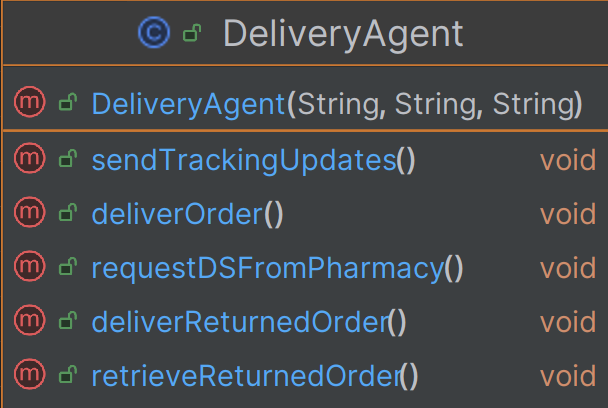 C DeliveryAgent
m DeliveryAgent(String, String, String)
m sendTrackingUpdates() void
m deliverOrder() void
m requestDSFromPharmacy() void
m deliverReturnedOrder() void
m retrieveReturnedOrder() void